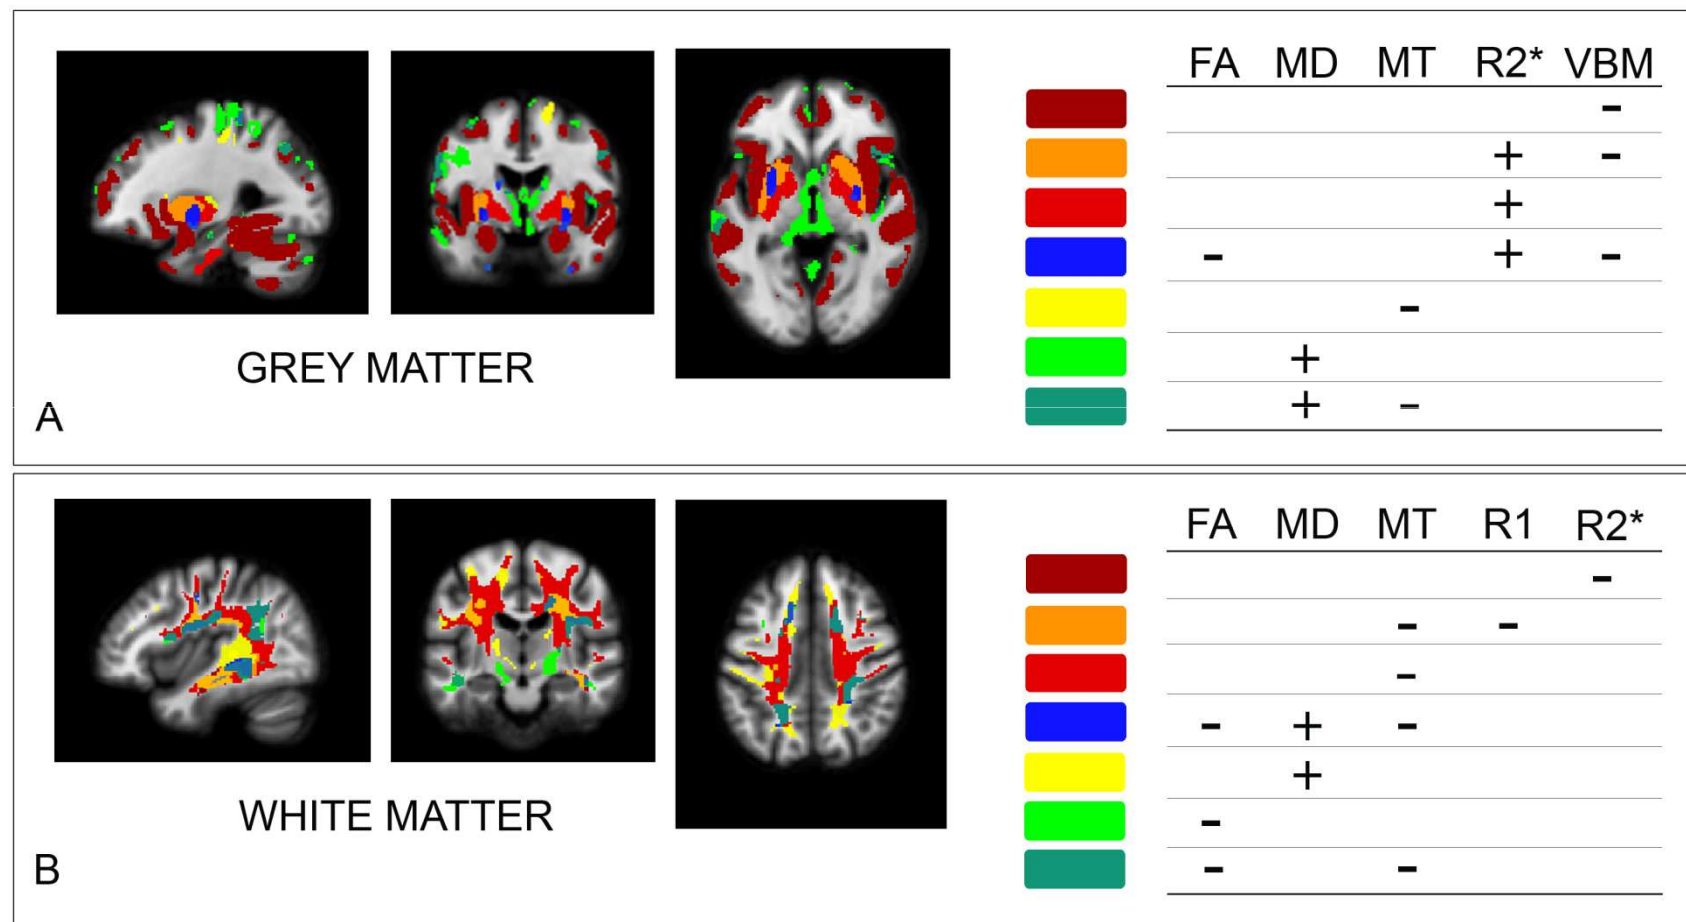 FA MD MT R2* VBM
-
+ -
+
- + -
-
+
+ -
GREY MATTER
A
FA MD MT R1 R2*
-
- -
-
- + -
+
-
- -
WHITE MATTER
B